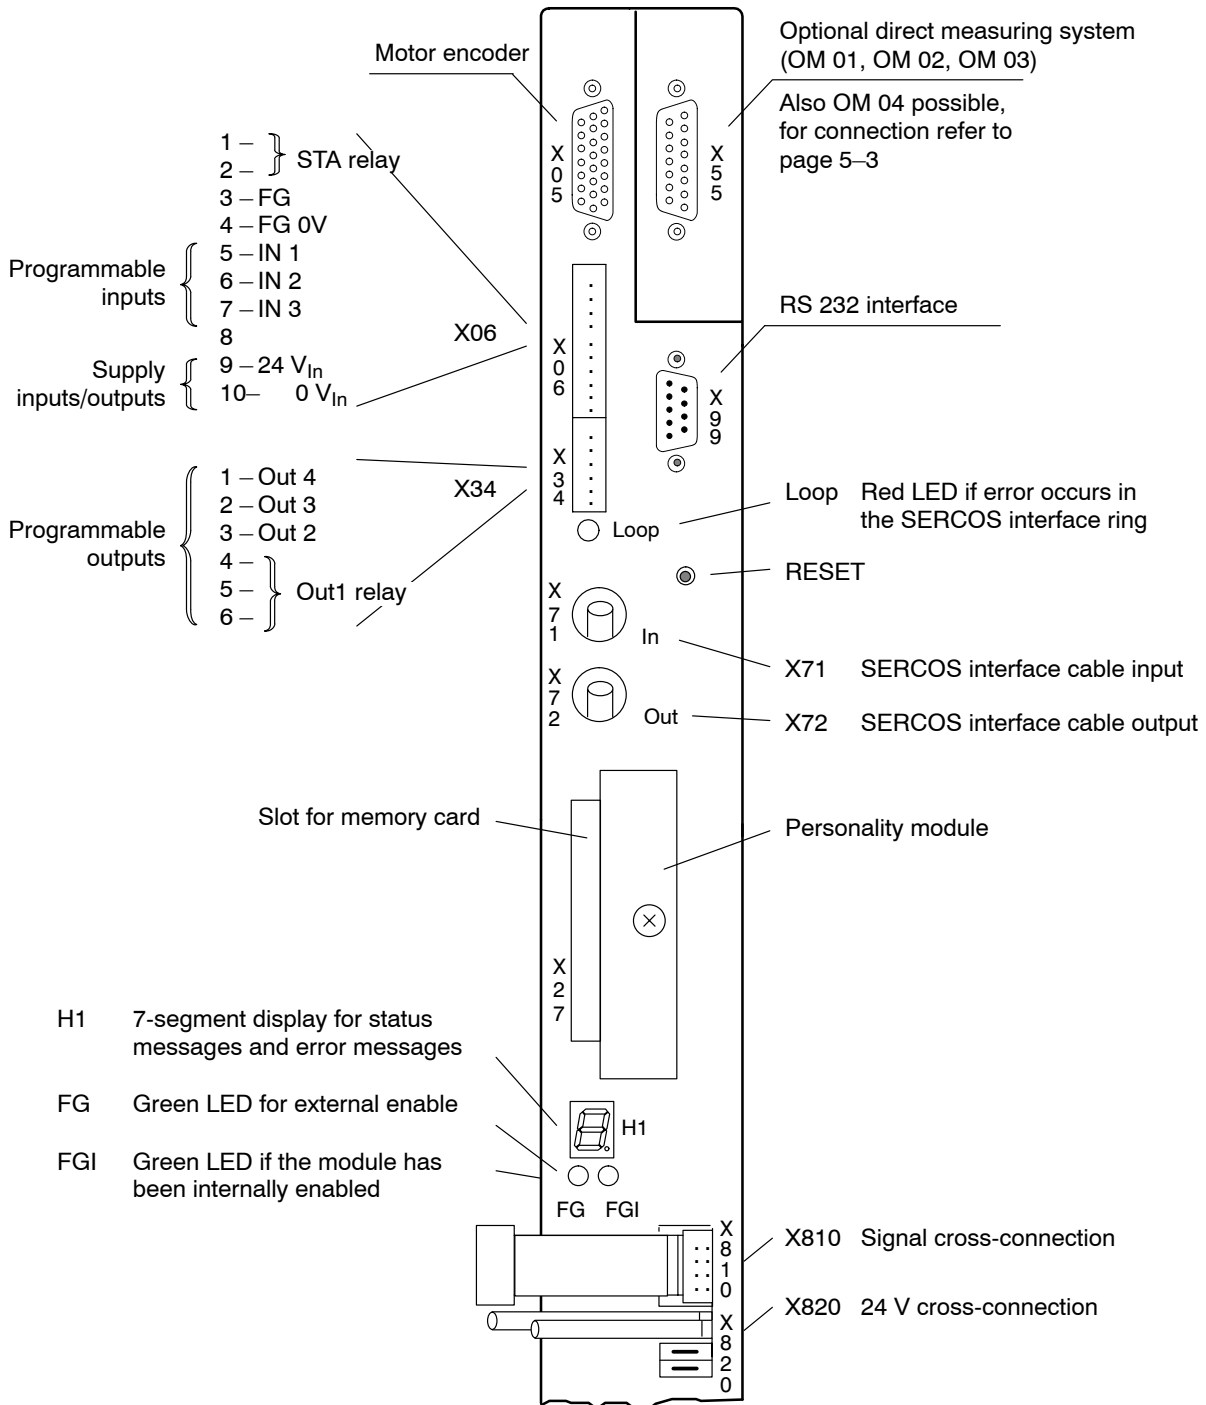 Motor encoder
Optional direct measuring system
(OM 01, OM 02, OM 03)
Also OM 04 possible,
for connection refer to
page 5–3
X05
X55
1 –
2 –
STA relay
3 – FG
4 – FG 0V
5 – IN 1
6 – IN 2
7 – IN 3
8
9 – 24 VIn
10– 0 VIn
Programmable
inputs
Supply
inputs/outputs
X06
X06
RS 232 interface
X99
1 – Out 4
2 – Out 3
3 – Out 2
4 –
5 –
6 –
Out1 relay
Programmable
outputs
X34
X34
Loop
Loop Red LED if error occurs in
the SERCOS interface ring
RESET
X71
In
X71 SERCOS interface cable input
X72
Out
X72 SERCOS interface cable output
Slot for memory card
Personality module
X27
H1 7-segment display for status
messages and error messages
FG Green LED for external enable
FGI Green LED if the module has
been internally enabled
H1
FG FGI
X810
X810 Signal cross-connection
X820
X820 24 V cross-connection